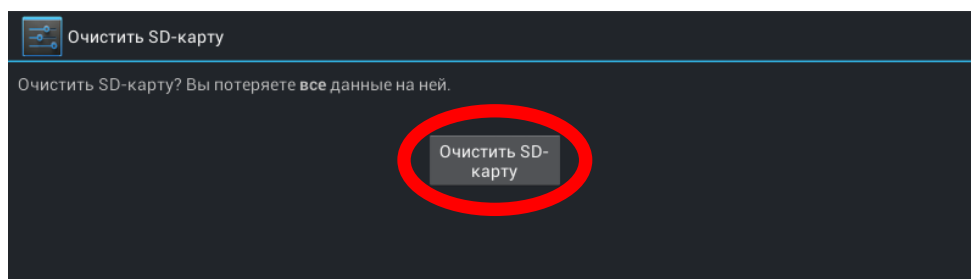 Очистить SD-карту
Очистить SD-карту? Вы потеряете все данные на ней.
Очистить SD-
карту